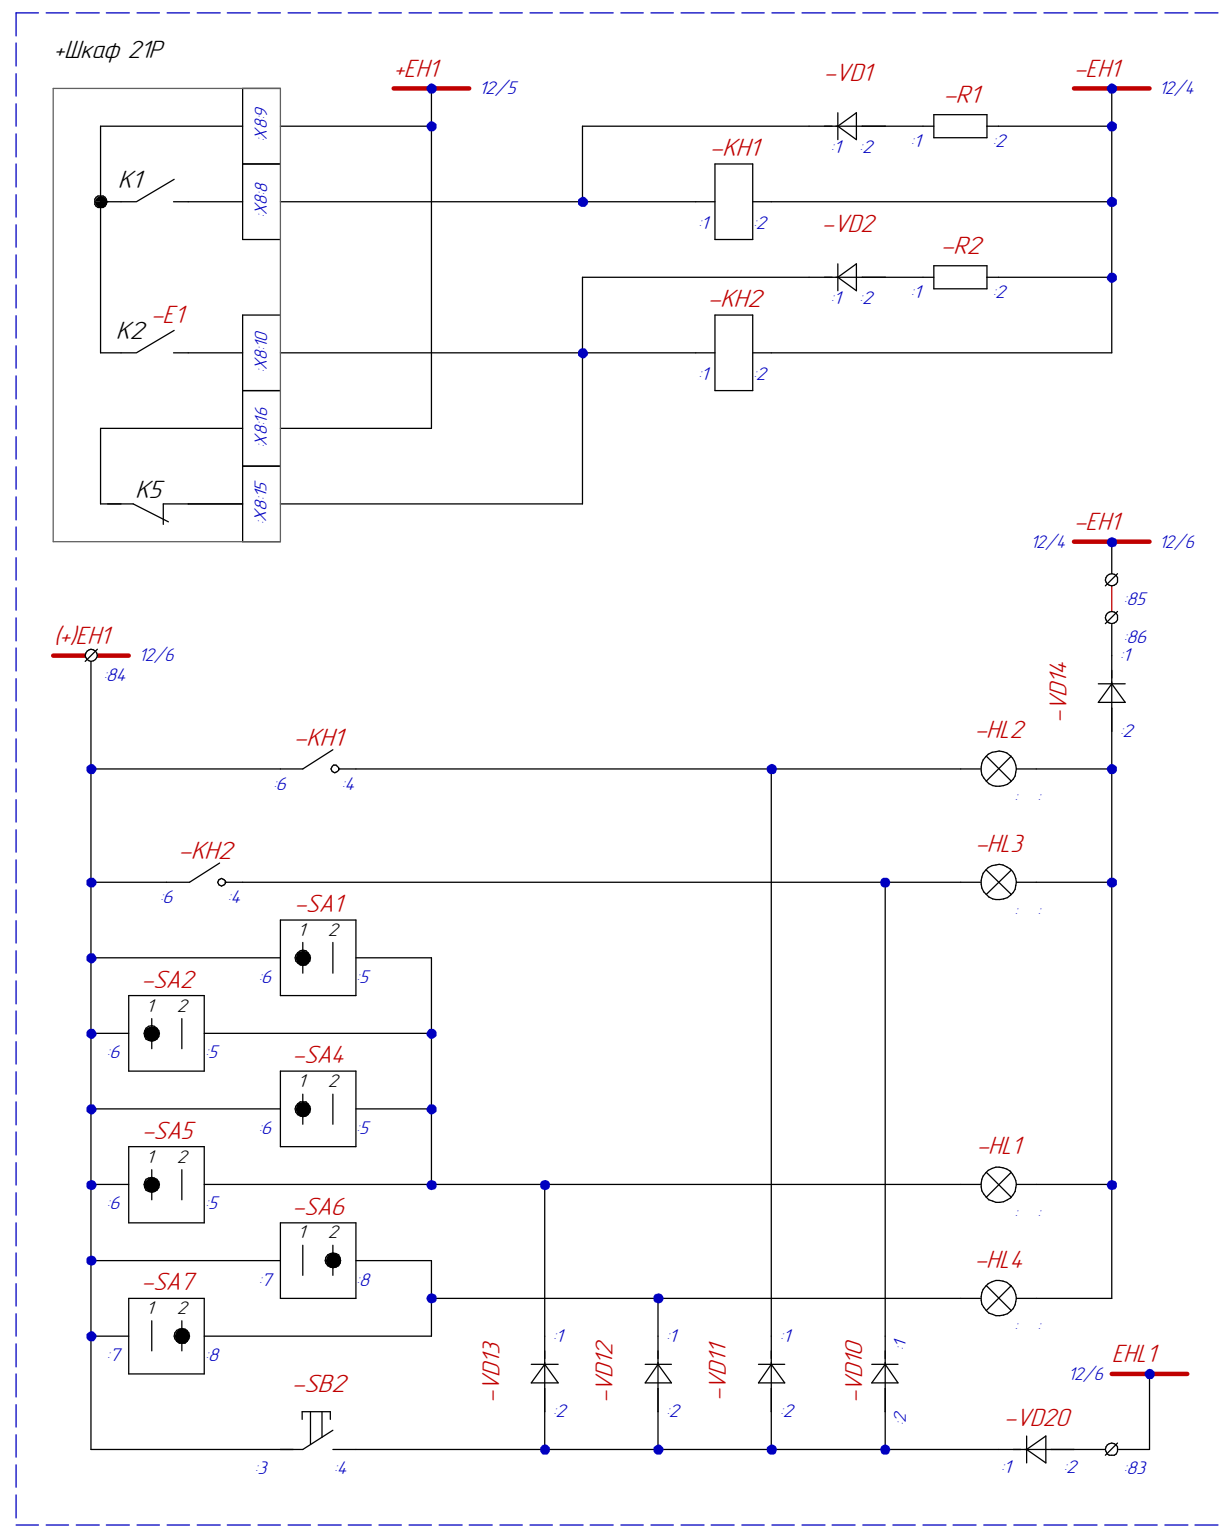 +Шкаф 21Р
+EH1
12/5
-VD1
-R1
-EH1
12/4
:X8:9
:1 :2
:1 :2
K1
:X8:8
-KH1
:1 :2
-VD2
-R2
:1 :2
:1 :2
K2
-E1
:X8:10
-KH2
:1 :2
:X8:16
K5
:X8:15
12/4
-EH1
12/6
:85
:86
(+)EH1
12/6
:84
-VD14
:1
:2
-KH1
:6 :4
-HL2
: :
-KH2
:6 :4
-HL3
: :
-SA1
1 2
:6 :5
-SA2
1 2
:6 :5
-SA4
1 2
:6 :5
-SA5
1 2
:6 :5
-HL1
: :
-SA6
1 2
:7 :8
-HL4
: :
-SA7
1 2
:7 :8
-VD13
:1
:2
-VD12
:1
:2
-VD11
:1
:2
-VD10
:1
:2
EHL1
12/6
-SB2
:3 :4
-VD20
:1 :2
:83